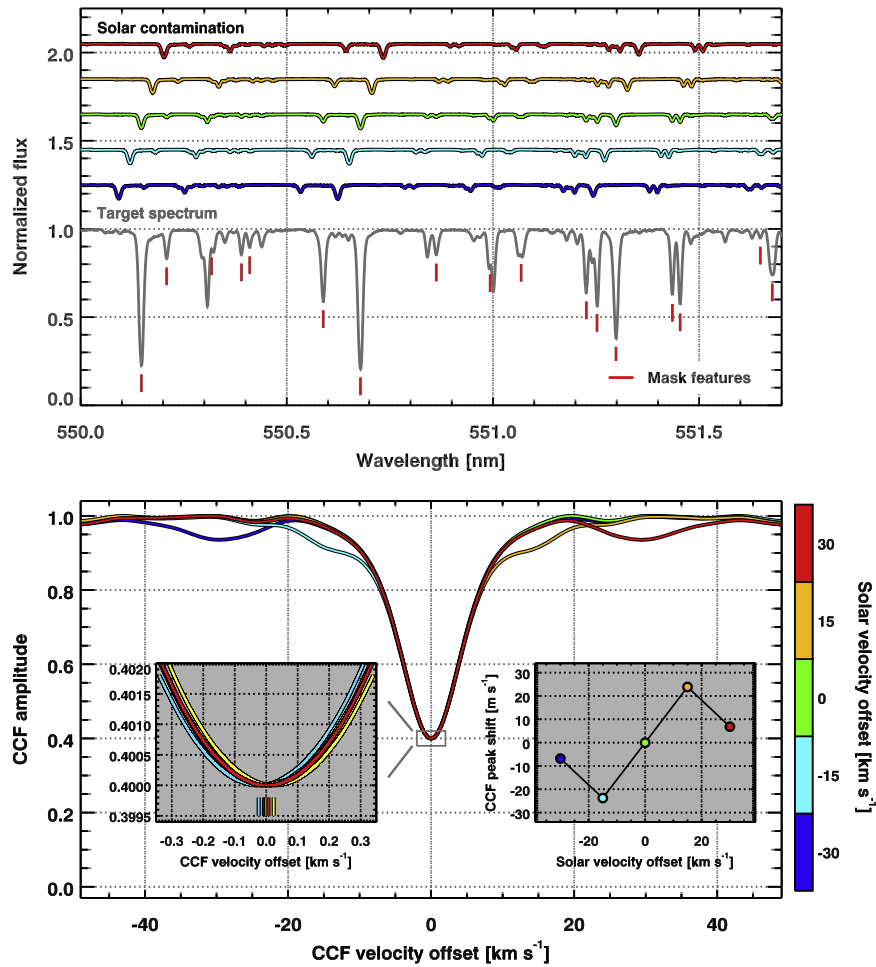 Solar contamination
2.0
1.5
Target spectrum
1.0
0.5
Mask features
0.0
550.0 550.5 551.0 551.5
Normalized flux
Wavelength [nm]
1.0
0.8
0.6
0.4
0.2
0.0
CCF amplitude
-40 -20 0 20 40
CCF velocity offset [km s⁻¹]
0.4020
0.4015
0.4010
0.4005
0.4000
0.3995
-0.3 -0.2 -0.1 0.0 0.1 0.2 0.3
CCF velocity offset [km s⁻¹]
30
20
10
0
-10
-20
-30
CCF peak shift [m s⁻¹]
-20 0 20
Solar velocity offset [km s⁻¹]
30
15
0
-15
-30
Solar velocity offset [km s⁻¹]